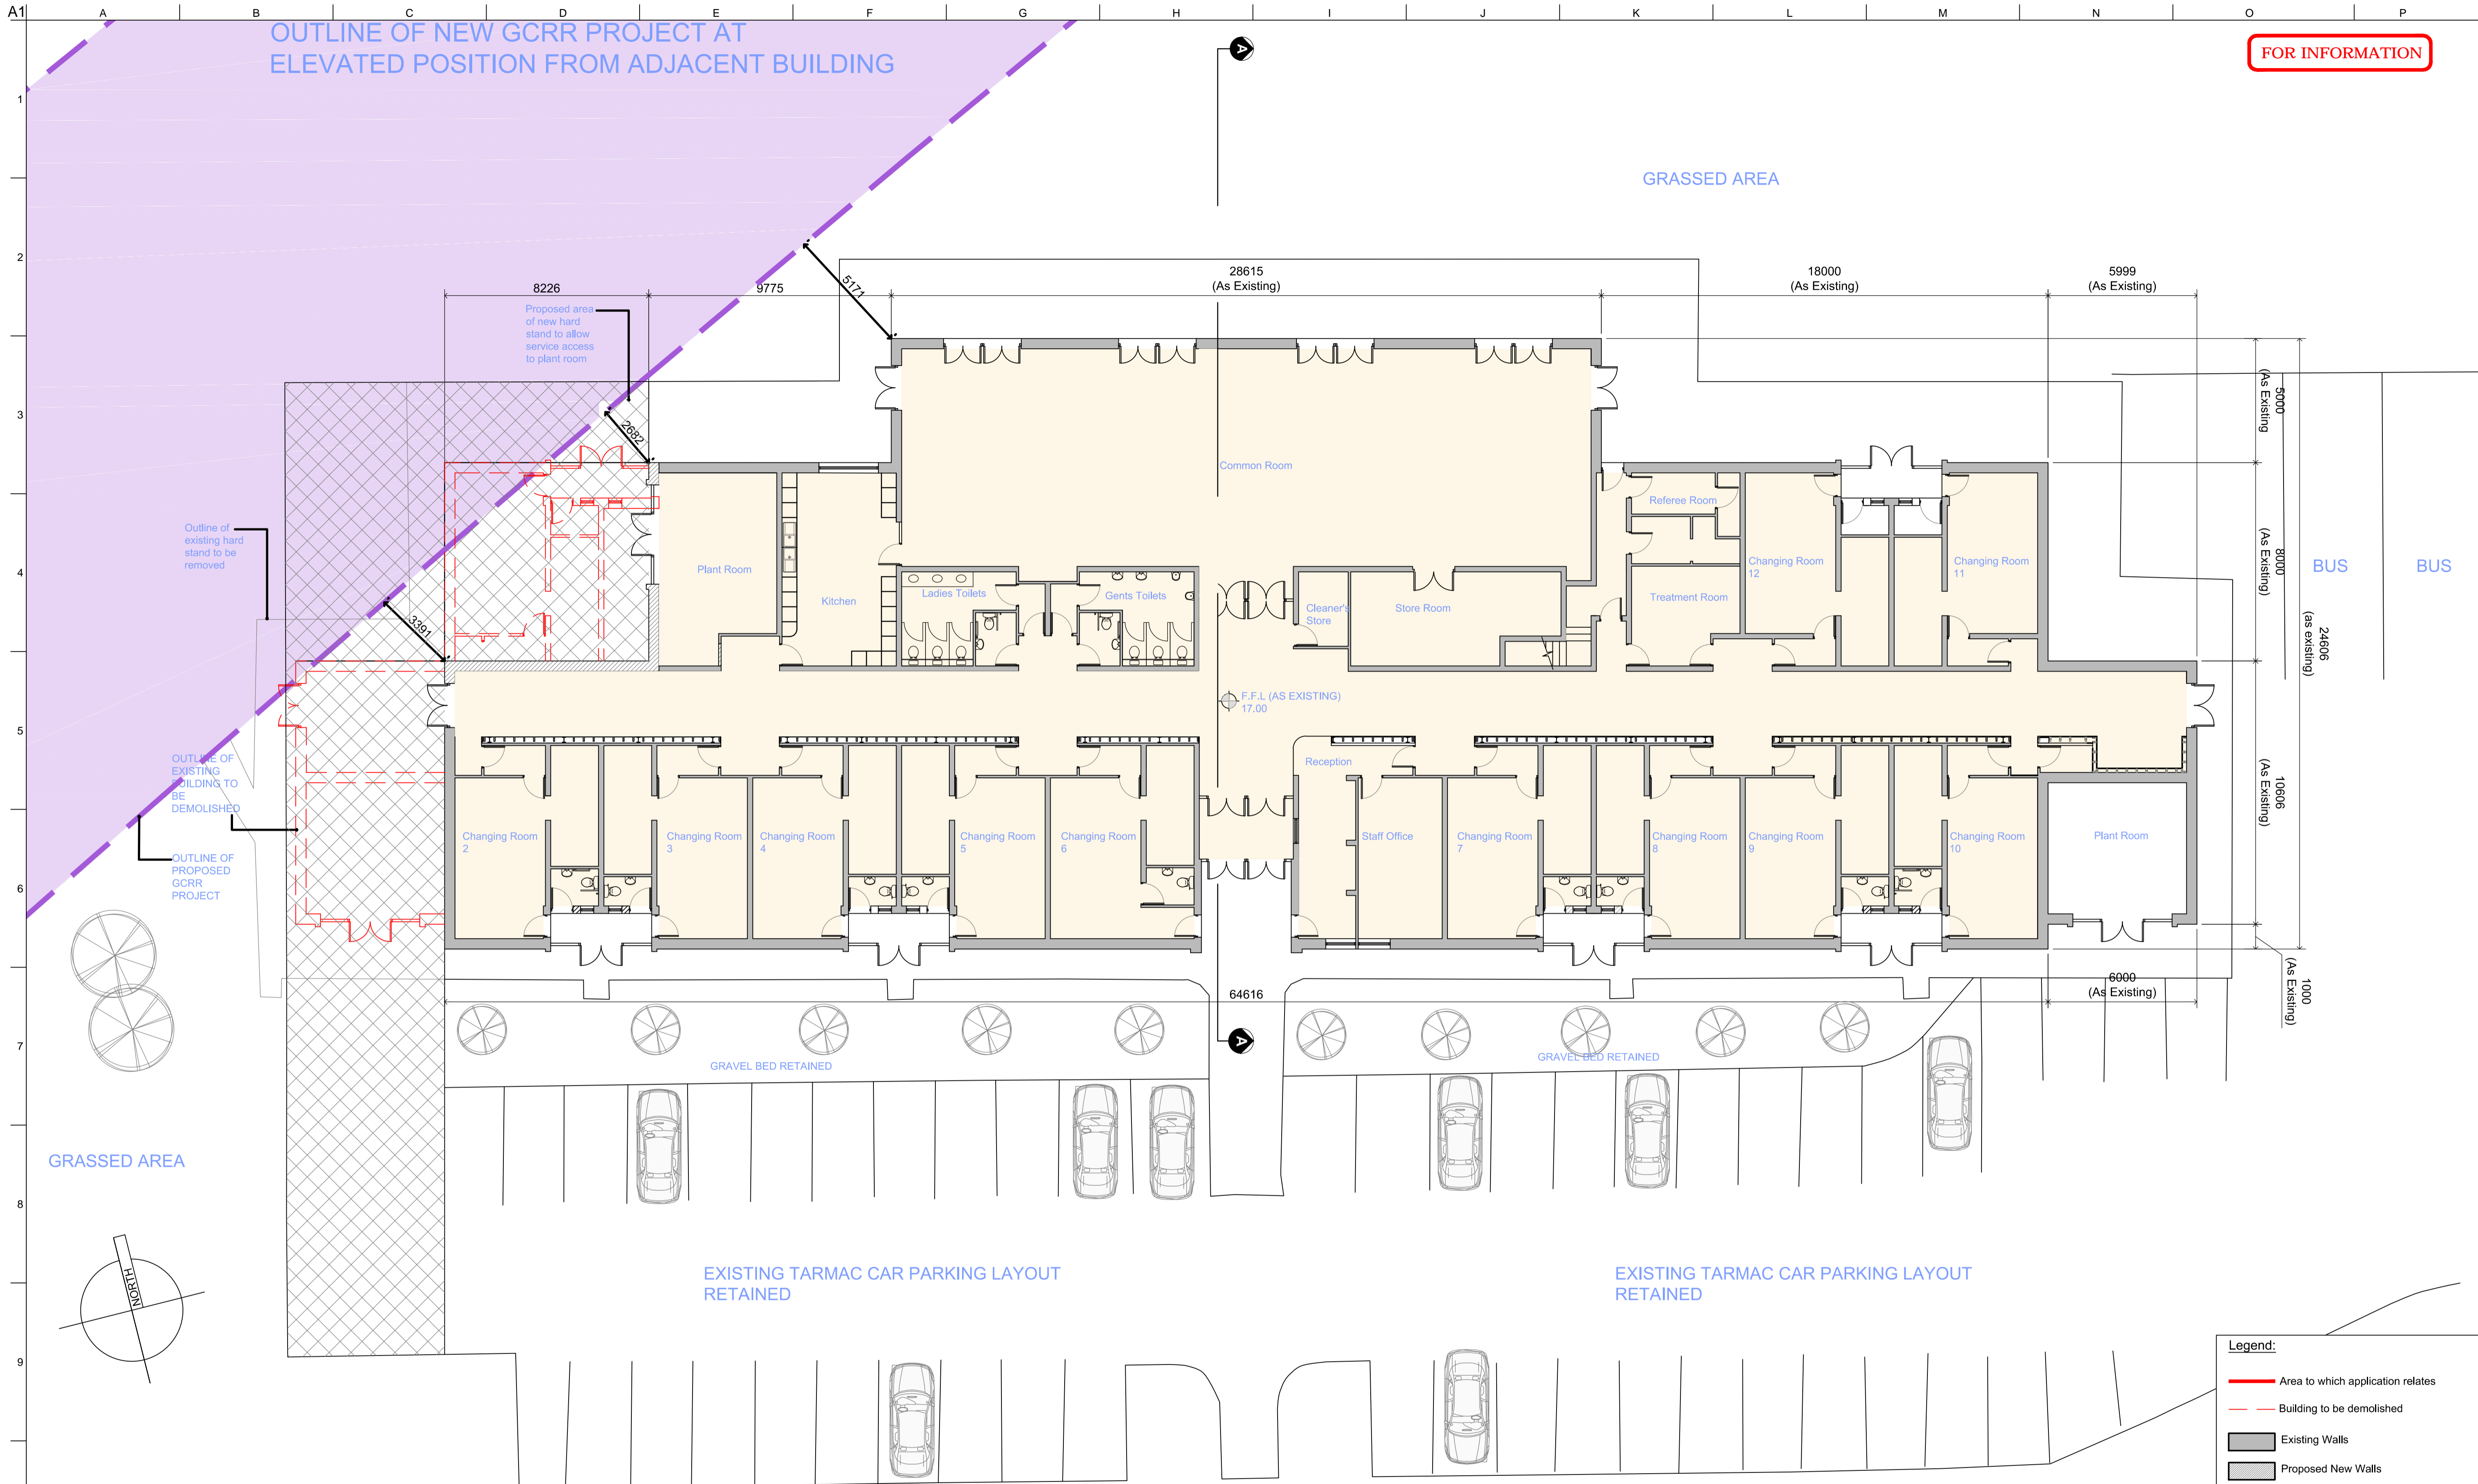 A1
A B C D E F G H I J K L M N O P
OUTLINE OF NEW GCRR PROJECT AT
ELEVATED POSITION FROM ADJACENT BUILDING
A
FOR INFORMATION
1
GRASSED AREA
2
8226
9775
5171
28615
(As Existing)
18000
(As Existing)
5999
(As Existing)
Proposed area
of new hard
stand to allow
service access
to plant room
3
2682
5000
(As Existing
Common Room
Referee Room
Outline of
existing hard
stand to be
removed
4
Plant Room
Kitchen
Ladies Toilets
Gents Toilets
Cleaner's
Store
Store Room
Treatment Room
Changing Room
12
Changing Room
11
8000
(As Existing)
BUS
BUS
3391
24606
(as existing)
F.F.L (AS EXISTING)
17.00
5
OUTLINE OF
EXISTING
BUILDING TO
BE
DEMOLISHED
Reception
10606
(As Existing)
Changing Room
2
Changing Room
3
Changing Room
4
Changing Room
5
Changing Room
6
Staff Office
Changing Room
7
Changing Room
8
Changing Room
9
Changing Room
10
Plant Room
OUTLINE OF
PROPOSED
GCRR
PROJECT
6
64616
6000
(As Existing)
1000
(As Existing)
A
7
GRAVEL BED RETAINED
GRAVEL BED RETAINED
GRASSED AREA
8
NORTH
EXISTING TARMAC CAR PARKING LAYOUT
RETAINED
EXISTING TARMAC CAR PARKING LAYOUT
RETAINED
9
Legend:
Area to which application relates
Building to be demolished
Existing Walls
Proposed New Walls